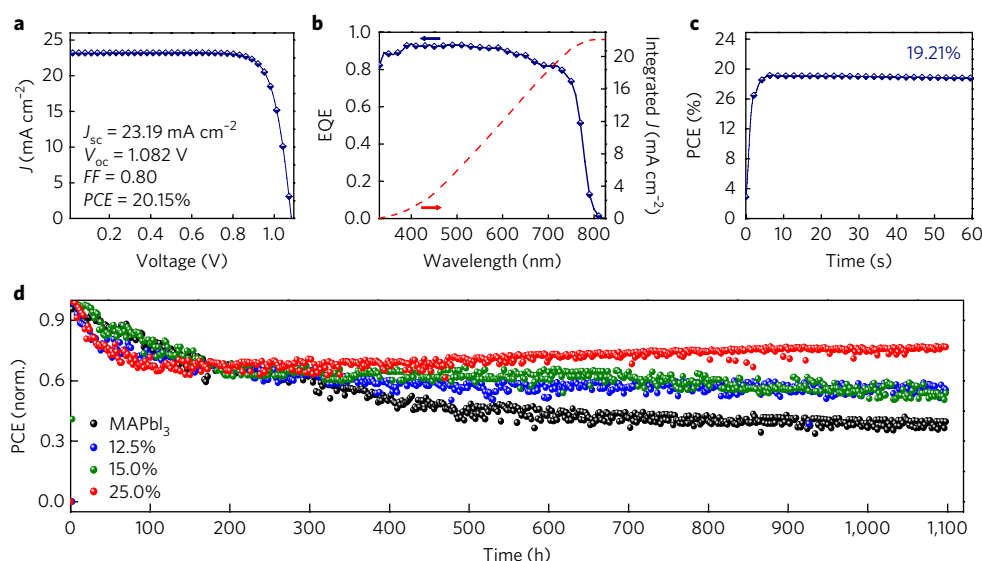 a
25
20
15
10
5
0
J (mA cm⁻²)
Jsc = 23.19 mA cm⁻²
Voc = 1.082 V
FF = 0.80
PCE = 20.15%
0.2 0.4 0.6 0.8 1.0
Voltage (V)
b
1.0
0.8
0.6
0.4
0.2
0.0
EQE
20
16
12
8
4
0
Integrated J (mA cm⁻²)
400 500 600 700 800
Wavelength (nm)
c
24
20
16
12
8
4
0
PCE (%)
19.21%
0 10 20 30 40 50 60
Time (s)
d
0.9
0.6
0.3
0.0
PCE (norm.)
MAPbI₃
12.5%
15.0%
25.0%
0 100 200 300 400 500 600 700 800 900 1,000 1,100
Time (h)